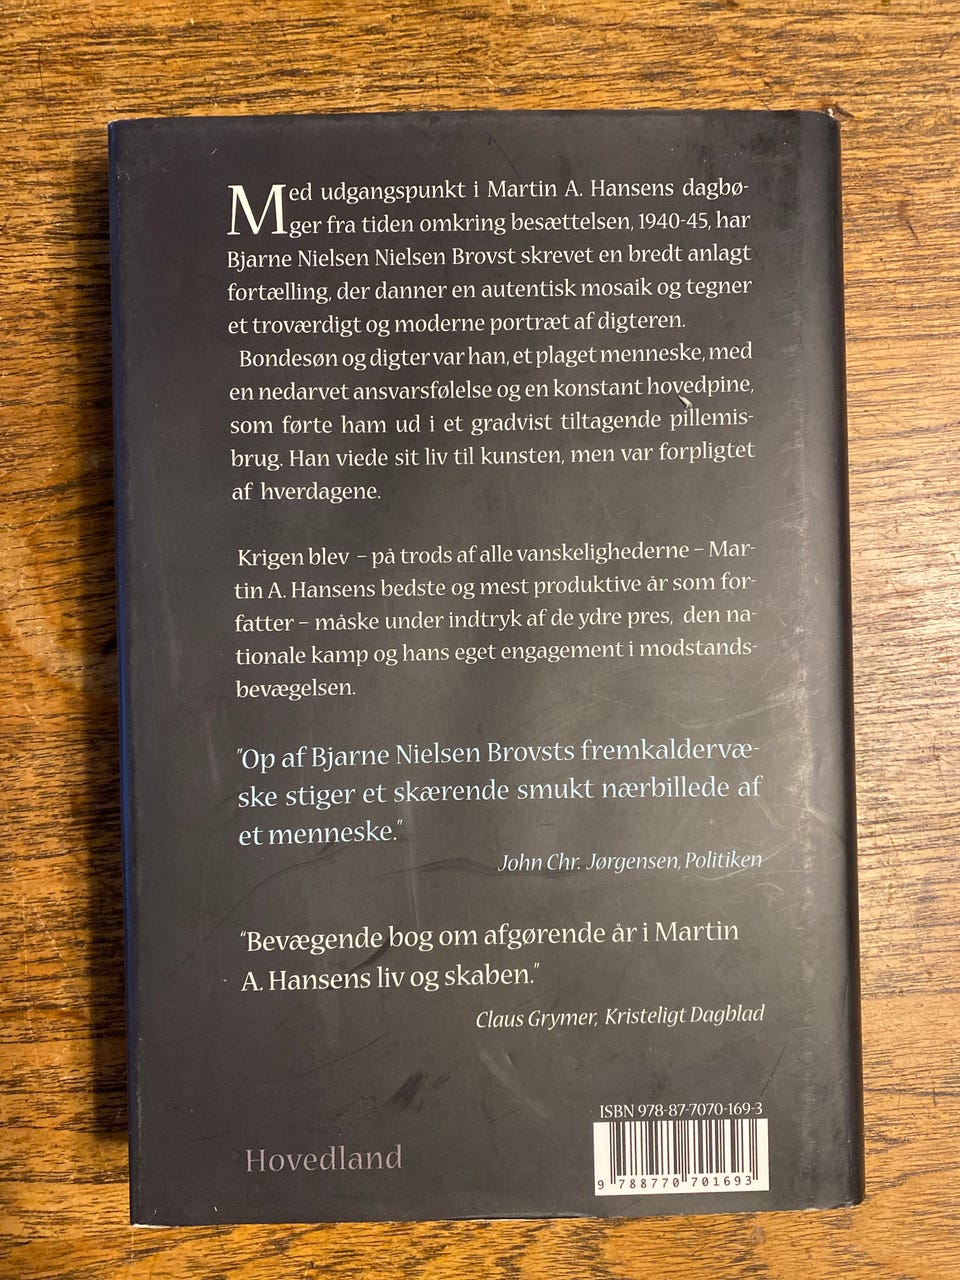 Med udgangspunkt i Martin A. Hansens dagbø-
ger fra tiden omkring besættelsen, 1940-45, har
Bjarne Nielsen Nielsen Brovst skrevet en bredt anlagt
fortælling, der danner en autentisk mosaik og tegner
et troværdigt og moderne portræt af digteren.
Bondesøn og digter var han, et plaget menneske, med
en nedarvet ansvarsfølelse og en konstant hovedpine,
som førte ham ud i et gradvist tiltagende pillemis-
brug. Han viede sit liv til kunsten, men var forpligtet
af hverdagene.
Krigen blev – på trods af alle vanskelighederne – Mar-
tin A. Hansens bedste og mest produktive år som for-
fatter – måske under indtryk af de ydre pres, den na-
tionale kamp og hans eget engagement i modstands-
bevægelsen.
"Op af Bjarne Nielsen Brovsts fremkaldervæ-
ske stiger et skærende smukt nærbillede af
et menneske."
John Chr. Jørgensen, Politiken
"Bevægende bog om afgørende år i Martin
A. Hansens liv og skaben."
Claus Grymer, Kristeligt Dagblad
ISBN 978-87-7070-169-3
Hovedland
9 788770 701693